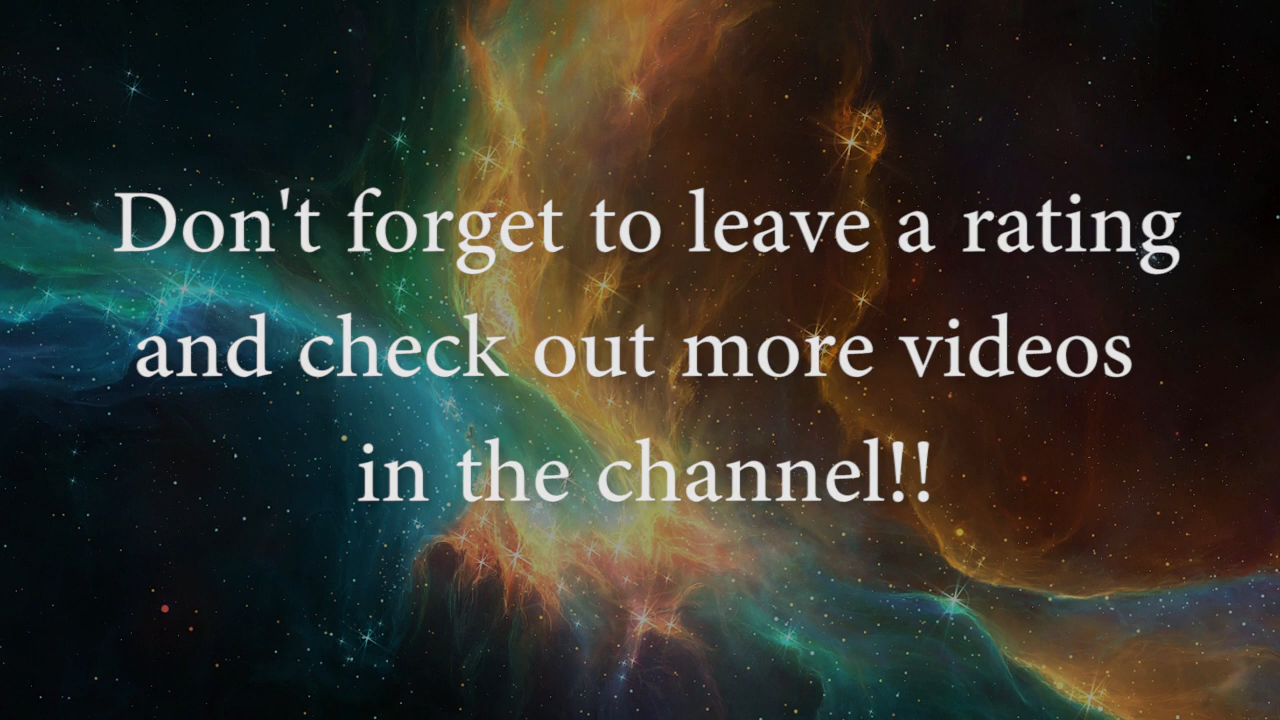 Don't forget to leave a rating
and check out more videos
in the channel!!